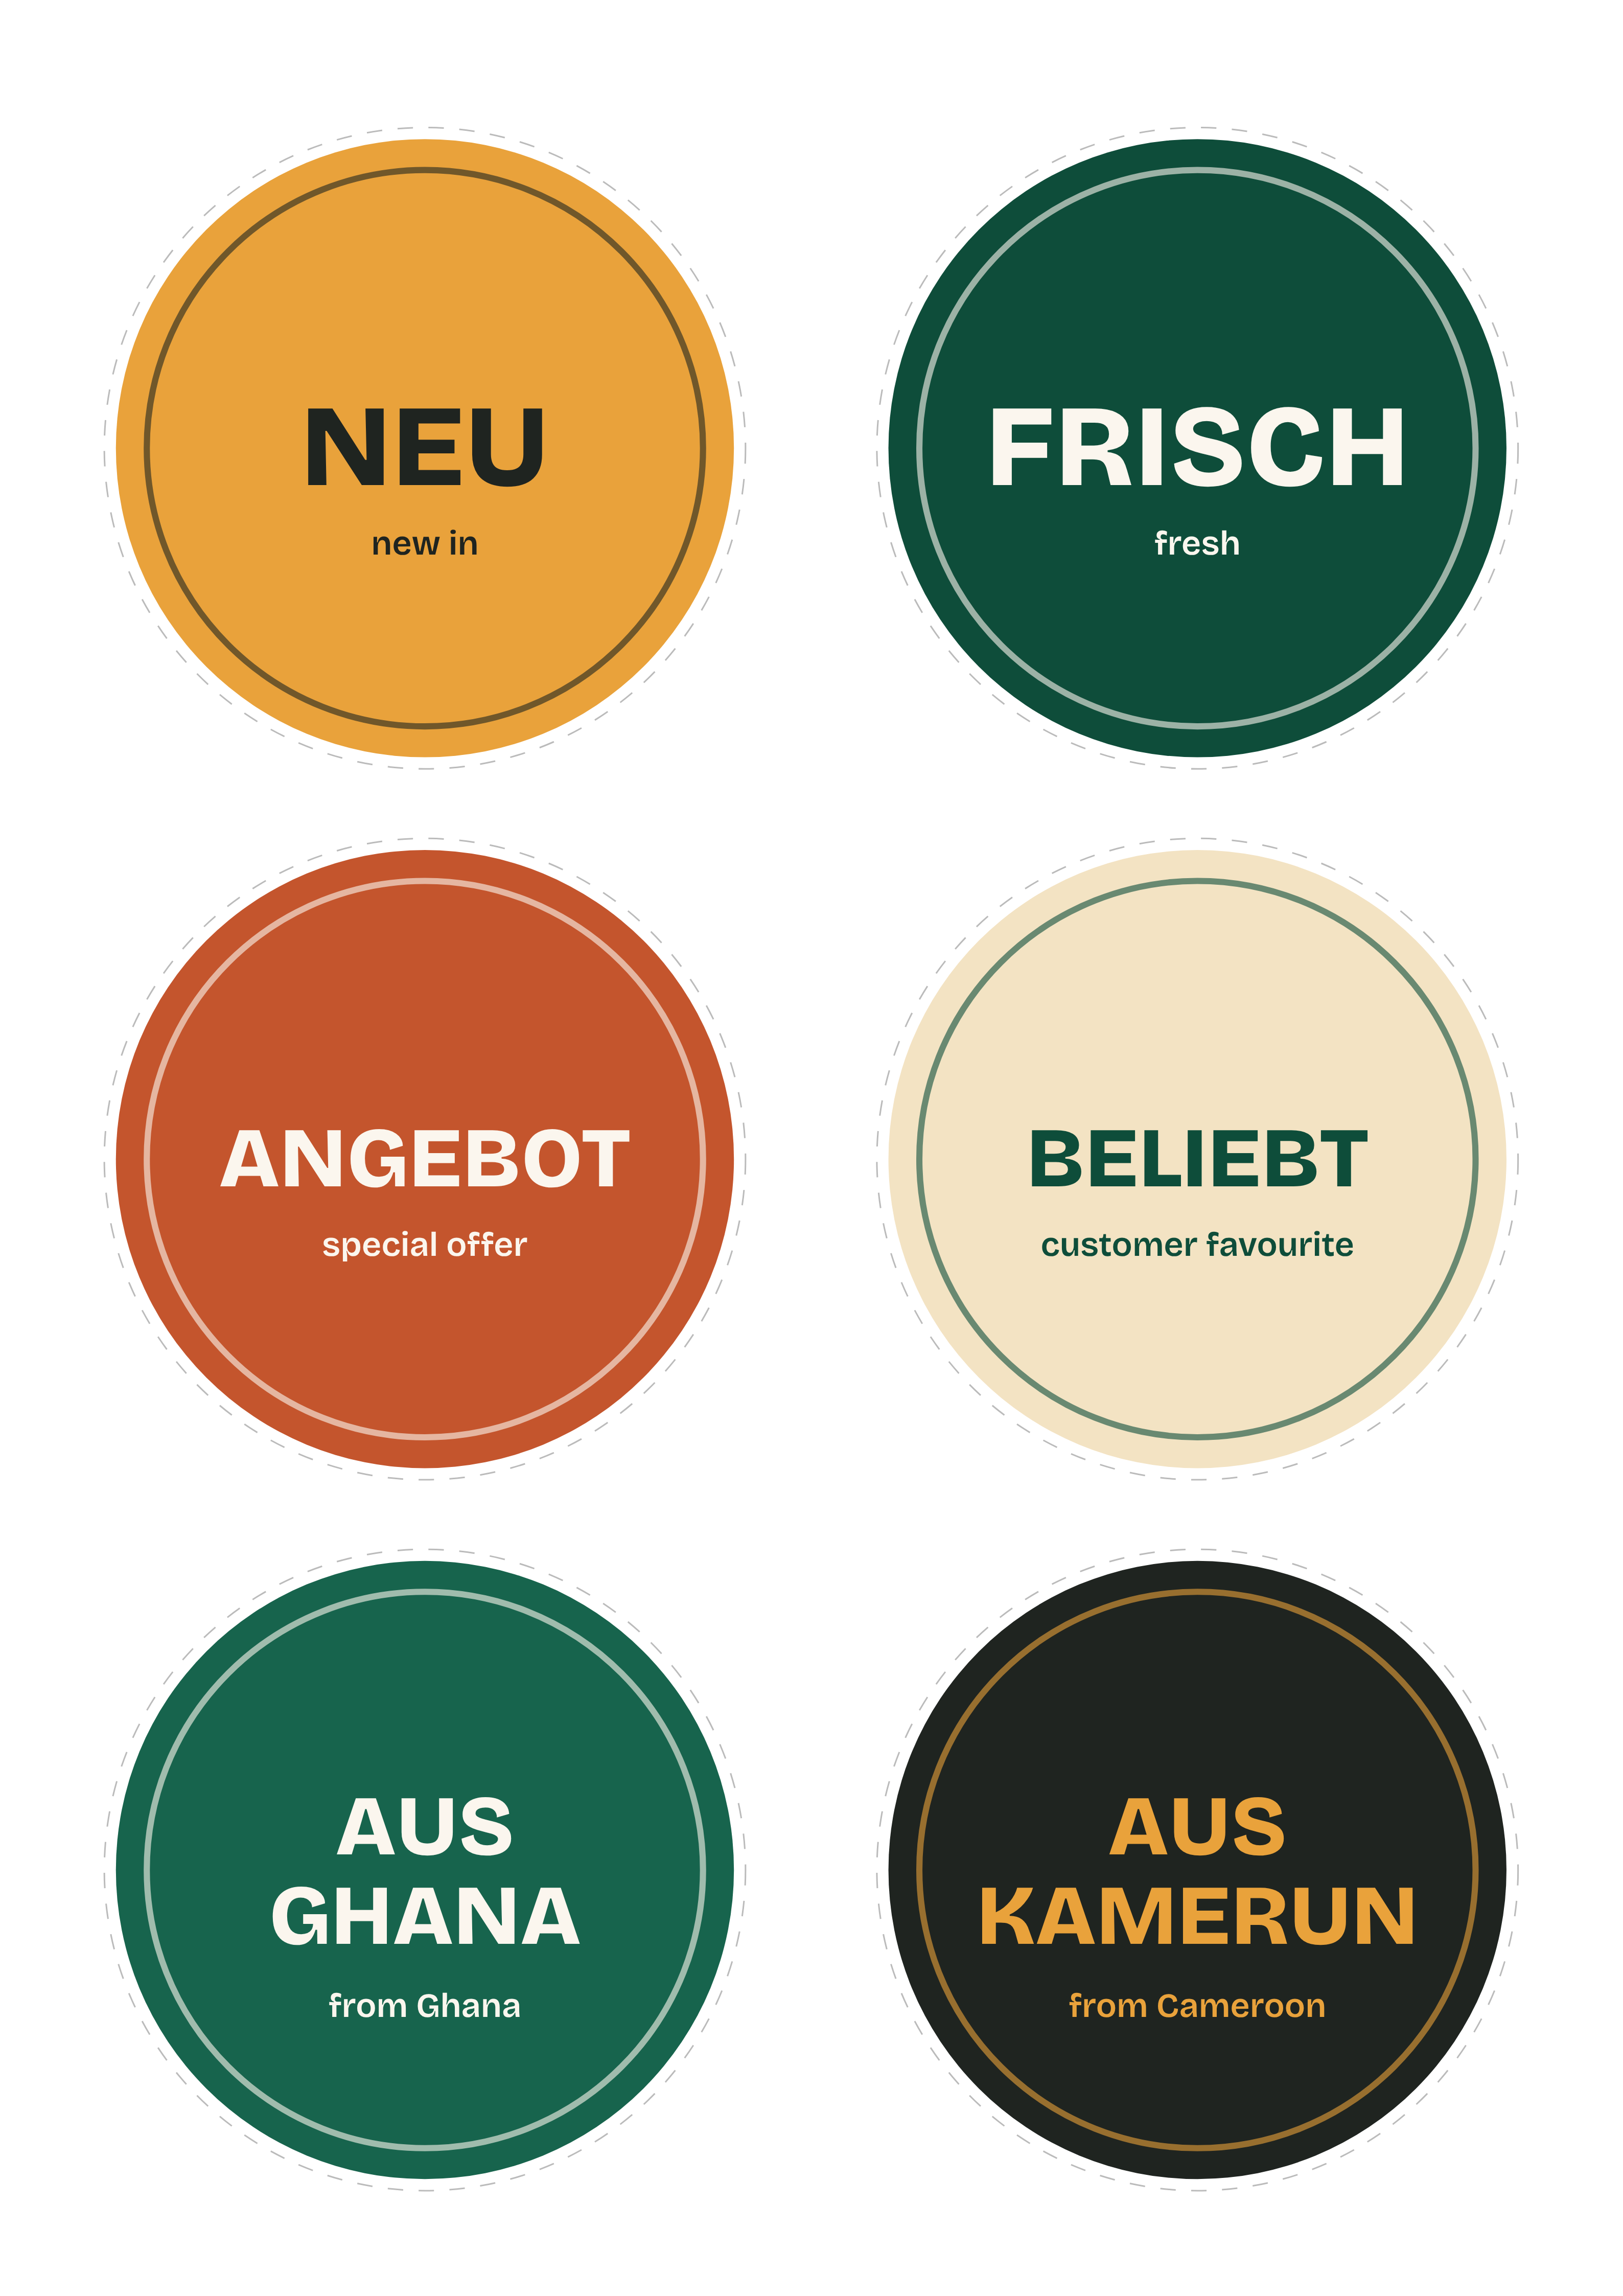 NEU
new in
FRISCH
fresh
ANGEBOT
special offer
BELIEBT
customer favourite
AUS
GHANA
from Ghana
AUS
KAMERUN
from Cameroon